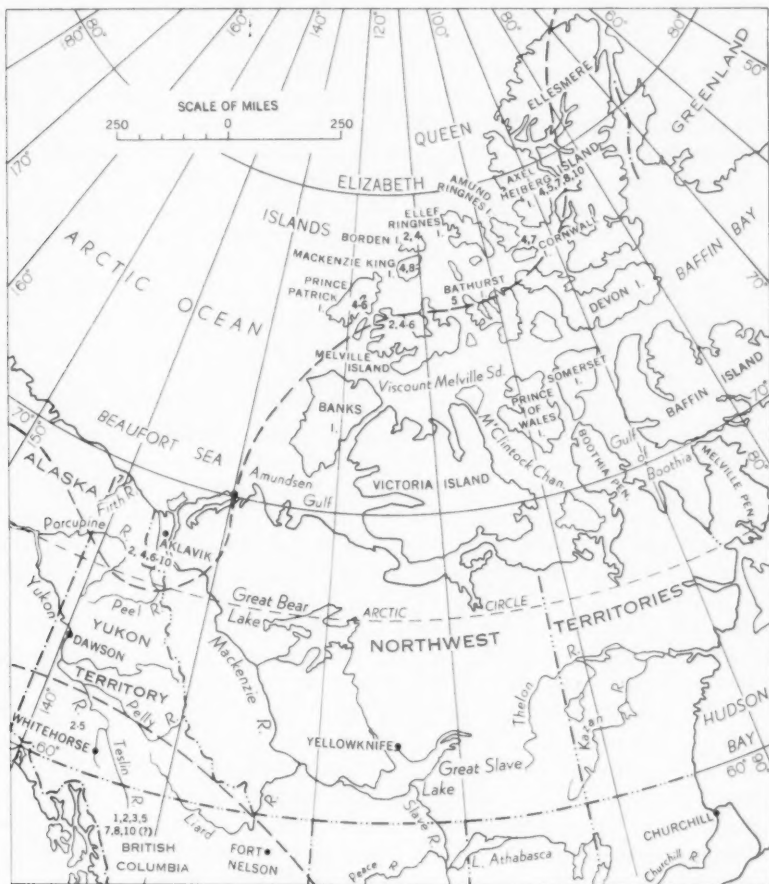 180°
80°
160°
140°
120°
100°
80°
60°
80°
50°
SCALE OF MILES
250 0 250
ELLESMERE
GREENLAND
QUEEN
170°
ELIZABETH
AXEL
HEIBERG ISLAND
I.
4,5,7,8,10
AMUND
RINGNES I.
70°
ISLANDS
ELLEF
RINGNES
I.
BORDEN I.
2,4
4,7
CORNWALL I.
MACKENZIE KING
I.
4,8
BAFFIN BAY
ARCTIC OCEAN
160°
PRINCE
PATRICK
I.
4-6
BATHURST
5
DEVON I.
2,4-6
MELVILLE
ISLAND
Viscount Melville Sd.
SOMERSET
I.
BAFFIN ISLAND
BANKS
I.
PRINCE
OF
WALES
I.
70°
BEAUFORT SEA
70°
150°
M'Clintock Chan.
BOOTHIA PEN.
Gulf
of
Boothia
MELVILLE PEN.
80°
ALASKA
Amundsen
Gulf
VICTORIA ISLAND
?
Firth R.
Porcupine R.
AKLAVIK
2,4,6-10
Great Bear
Lake
ARCTIC CIRCLE
Peel R.
Yukon
YUKON
NORTHWEST TERRITORIES
DAWSON
TERRITORY
Mackenzie R.
Thelon R.
Kazan R.
HUDSON
BAY
140°
R.
Pelly R.
WHITEHORSE
2-5
YELLOWKNIFE
60°
Teslin R.
Great Slave
Lake
60°
80°
1,2,3,5
7,8,10 (?)
Liard R.
Slave R.
CHURCHILL
BRITISH
COLUMBIA
FORT
NELSON
Peace R.
L. Athabasca
Churchill R.